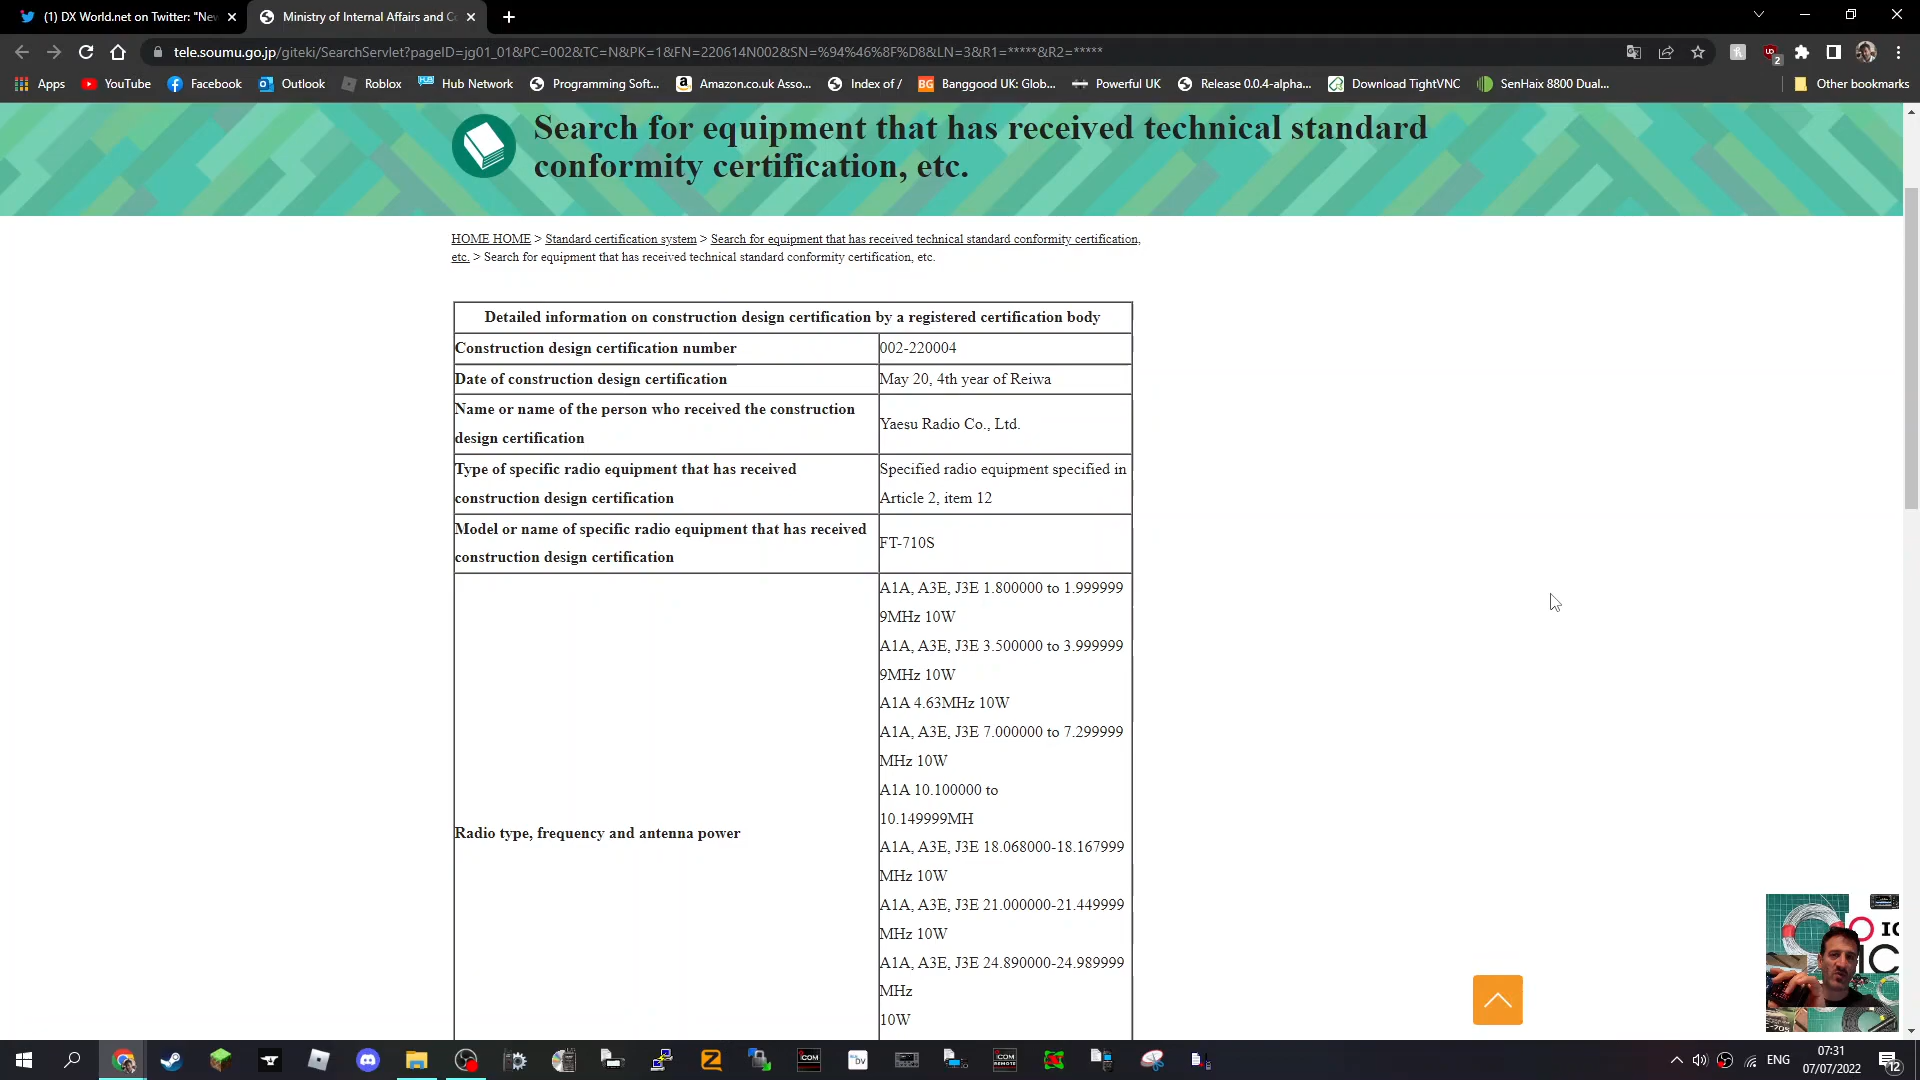 (1) DX World.net on Twitter: "Nev
Ministry of Internal Affairs and Co
tele.soumu.go.jp/giteki/SearchServlet?pageID=jg01_01&PC=002&TC=N&PK=1&FN=220614N002&SN=%94%46%8F%D8&LN=3&R1=*****&R2=*****
2
Apps
YouTube
Facebook
Outlook
Roblox
HUB
Hub Network
Programming Soft...
Amazon.co.uk Asso...
Index of /
BG
Banggood UK: Glob...
Powerful UK
Release 0.0.4-alpha...
Download TightVNC
SenHaix 8800 Dual...
Other bookmarks
Search for equipment that has received technical standard
conformity certification, etc.
HOME HOME > Standard certification system > Search for equipment that has received technical standard conformity certification,
etc. > Search for equipment that has received technical standard conformity certification, etc.
Detailed information on construction design certification by a registered certification body
Construction design certification number
002-220004
Date of construction design certification
May 20, 4th year of Reiwa
Name or name of the person who received the construction
design certification
Yaesu Radio Co., Ltd.
Type of specific radio equipment that has received
construction design certification
Specified radio equipment specified in
Article 2, item 12
Model or name of specific radio equipment that has received
construction design certification
FT-710S
Radio type, frequency and antenna power
A1A, A3E, J3E 1.800000 to 1.999999
9MHz 10W
A1A, A3E, J3E 3.500000 to 3.999999
9MHz 10W
A1A 4.63MHz 10W
A1A, A3E, J3E 7.000000 to 7.299999
MHz 10W
A1A 10.100000 to
10.149999MH
A1A, A3E, J3E 18.068000-18.167999
MHz 10W
A1A, A3E, J3E 21.000000-21.449999
MHz 10W
A1A, A3E, J3E 24.890000-24.989999
MHz
10W
IC
IC
ENG
07:31
07/07/2022
12